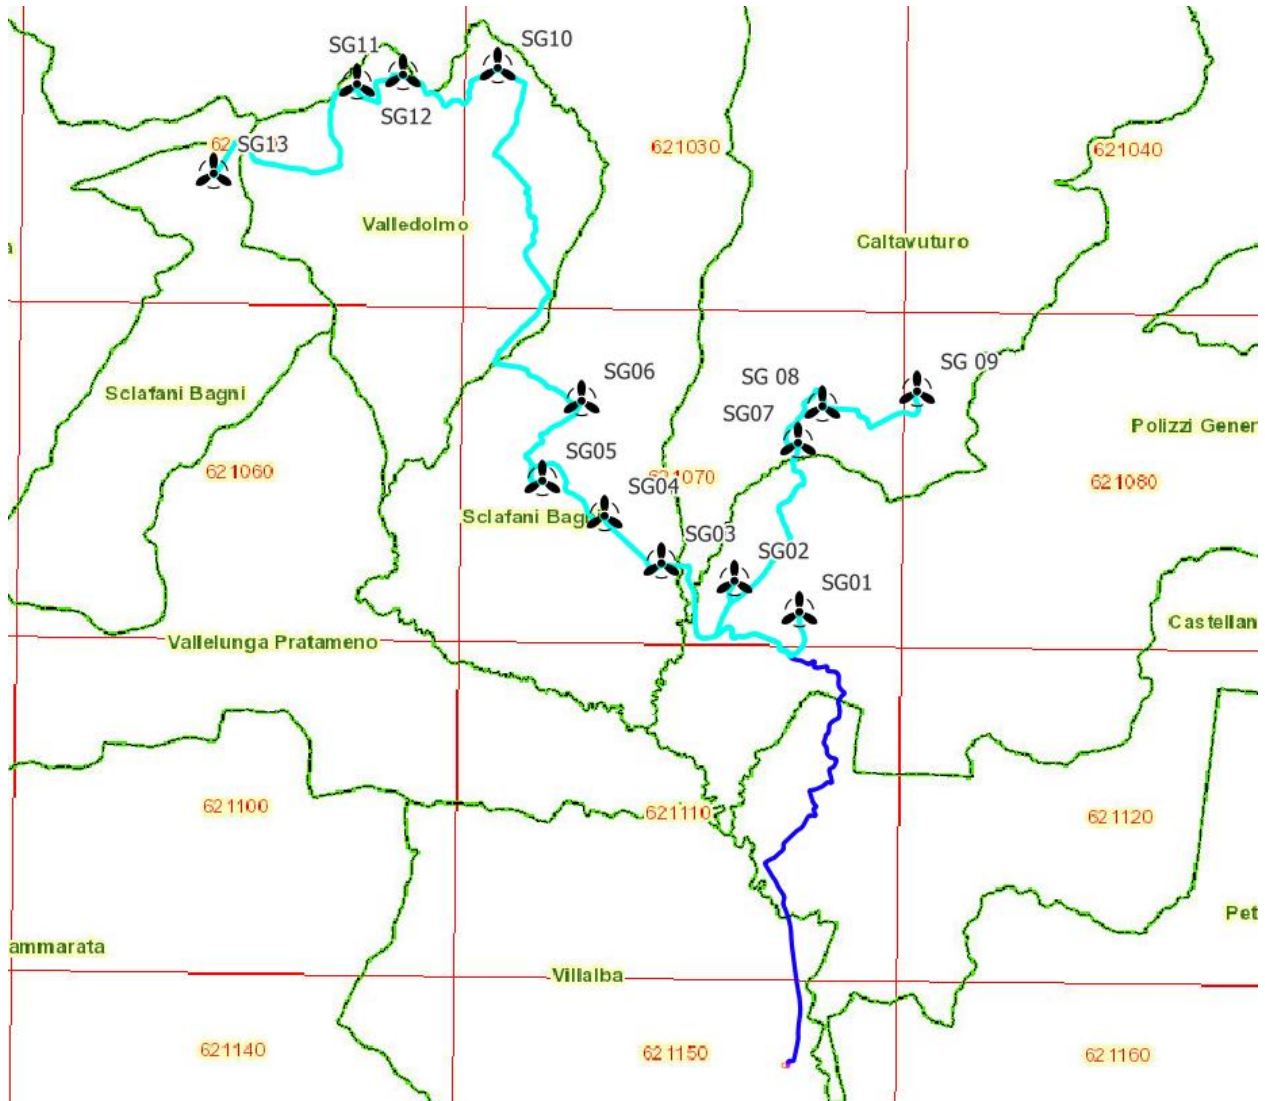 SG11
SG10
SG12
SG13
621030
621040
Valledolmo
Caltavuturo
SG06
SG 08
SG 09
Sclafani Bagni
SG07
Polizzi Gener
SG05
621060
621070
621080
SG04
Sclafani Bagni
SG03
SG02
SG01
Castellan
Vallelunga Pratameno
621100
621110
621120
Pet
ammarata
Villalba
621140
621150
621160